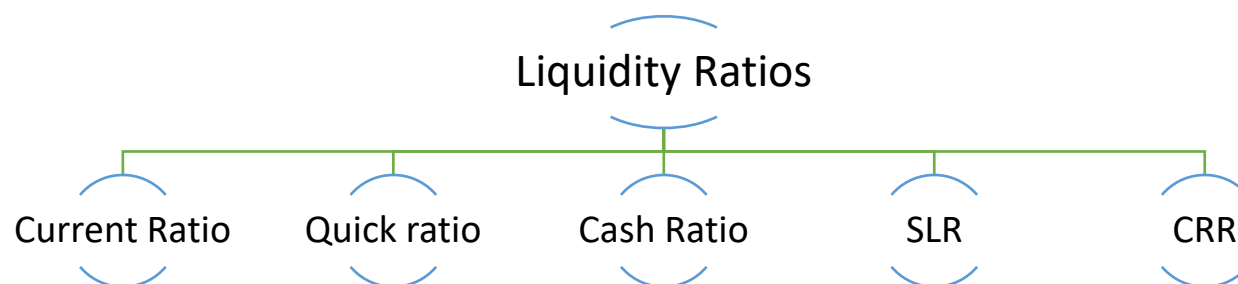 Liquidity Ratios
Current Ratio
Quick ratio
Cash Ratio
SLR
CRR